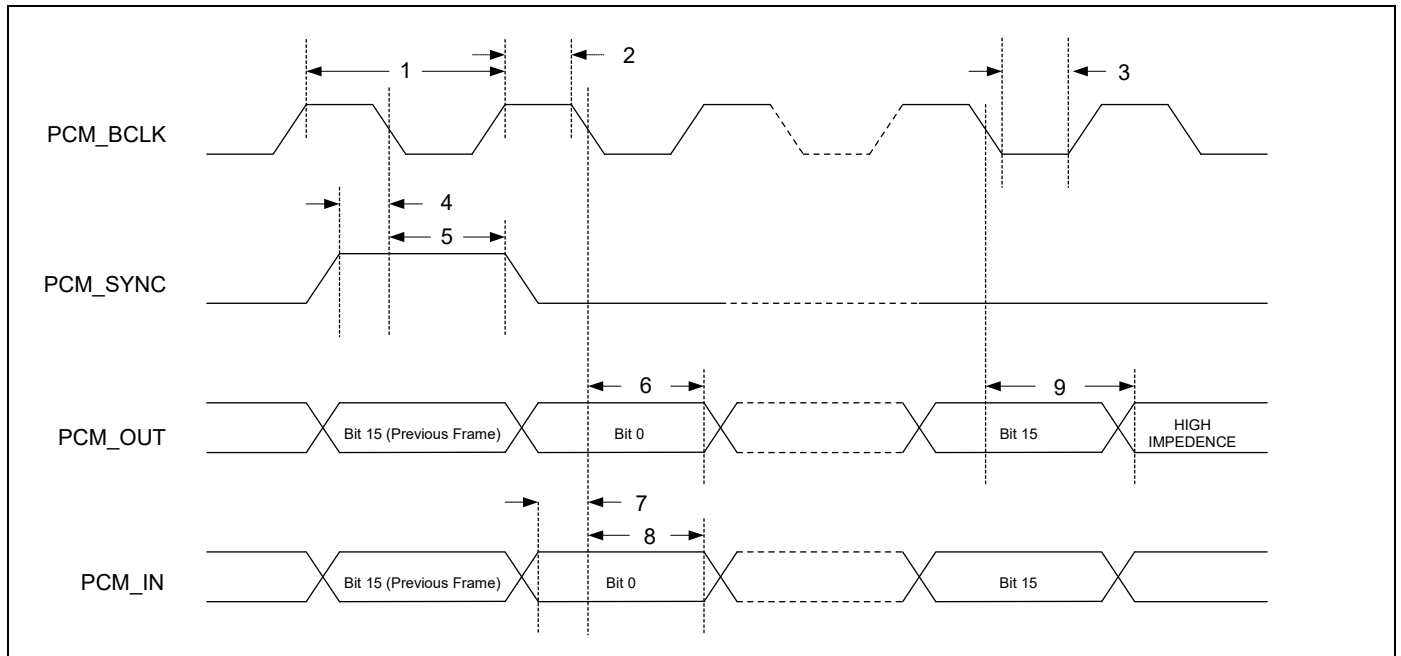 1
2
3
PCM_BCLK
4
5
PCM_SYNC
6
9
PCM_OUT
Bit 15 (Previous Frame)
Bit 0
Bit 15
HIGH
IMPEDENCE
7
8
PCM_IN
Bit 15 (Previous Frame)
Bit 0
Bit 15